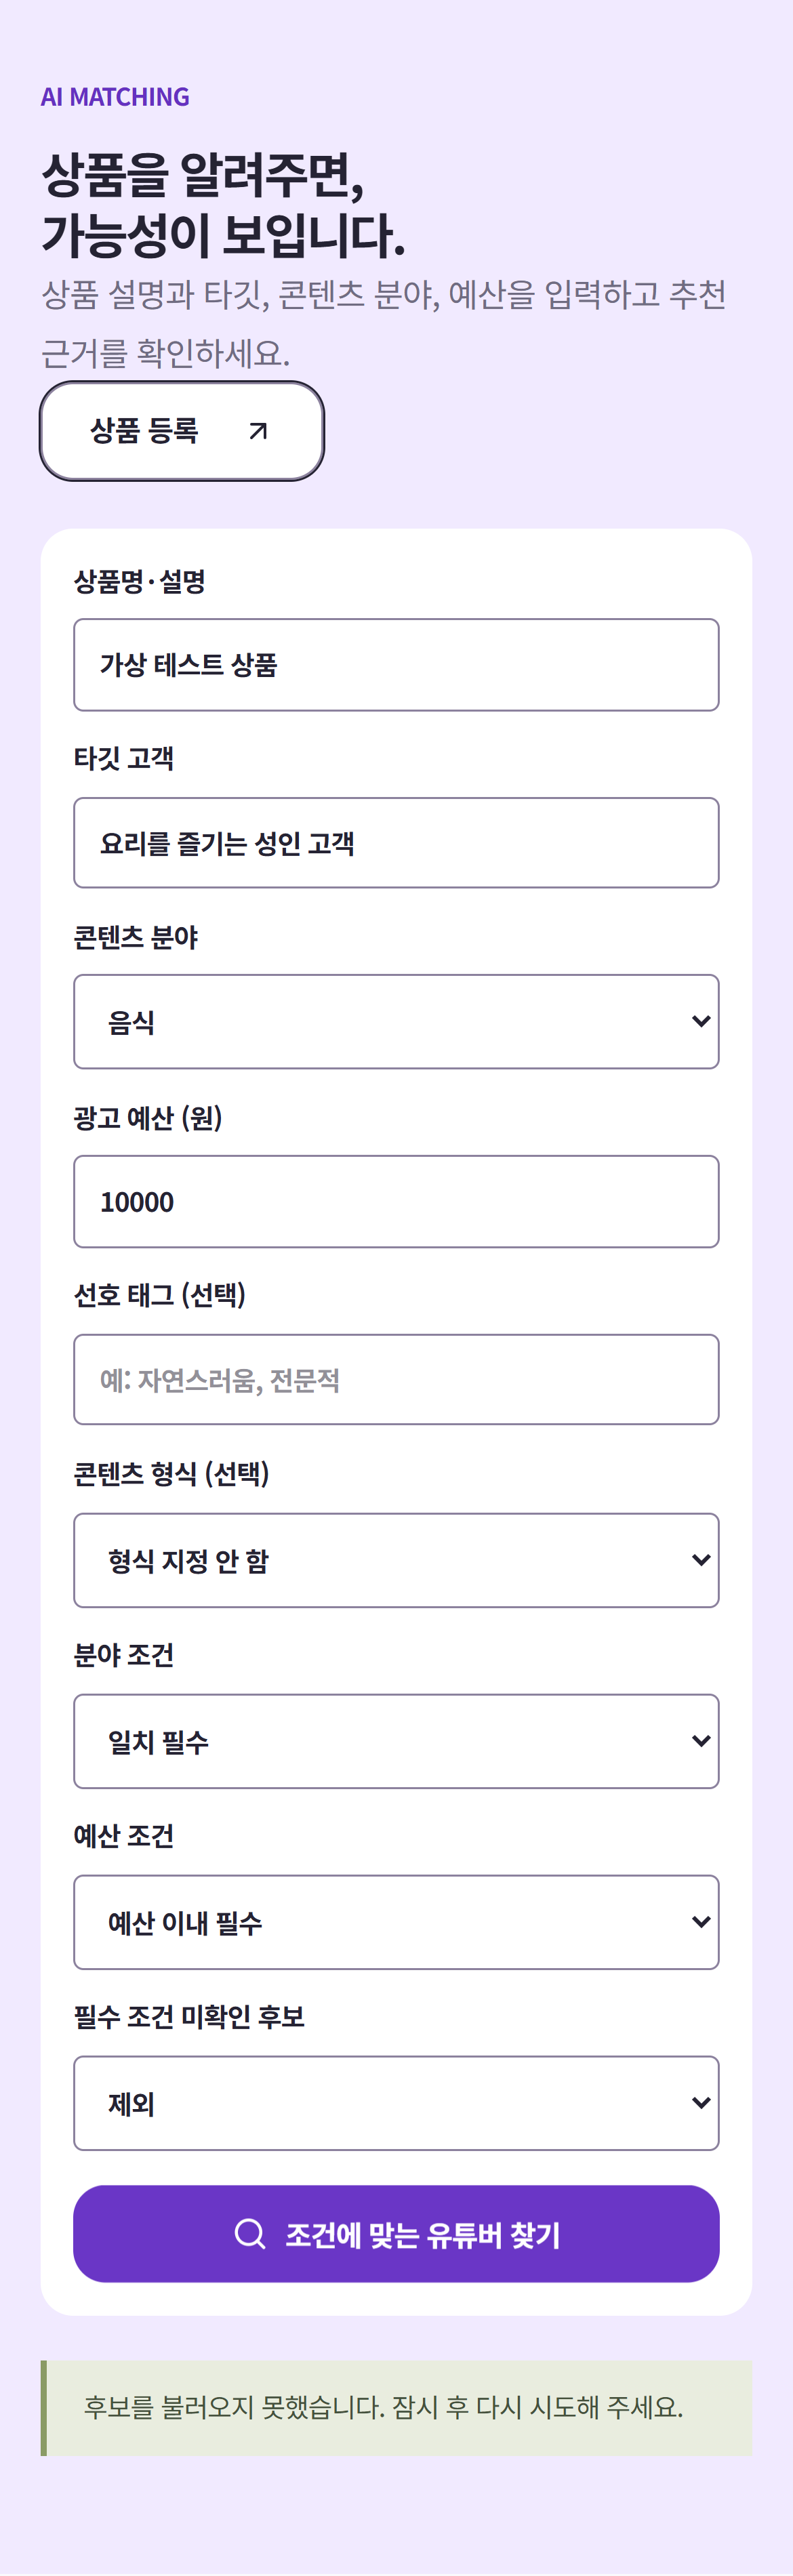 AI MATCHING
상품을 알려주면,
가능성이 보입니다.
상품 설명과 타깃, 콘텐츠 분야, 예산을 입력하고 추천
근거를 확인하세요.
상품 등록
상품명·설명
가상 테스트 상품
타깃 고객
요리를 즐기는 성인 고객
콘텐츠 분야
음식
광고 예산 (원)
10000
선호 태그 (선택)
예: 자연스러움, 전문적
콘텐츠 형식 (선택)
형식 지정 안 함
분야 조건
일치 필수
예산 조건
예산 이내 필수
필수 조건 미확인 후보
제외
조건에 맞는 유튜버 찾기
후보를 불러오지 못했습니다. 잠시 후 다시 시도해 주세요.